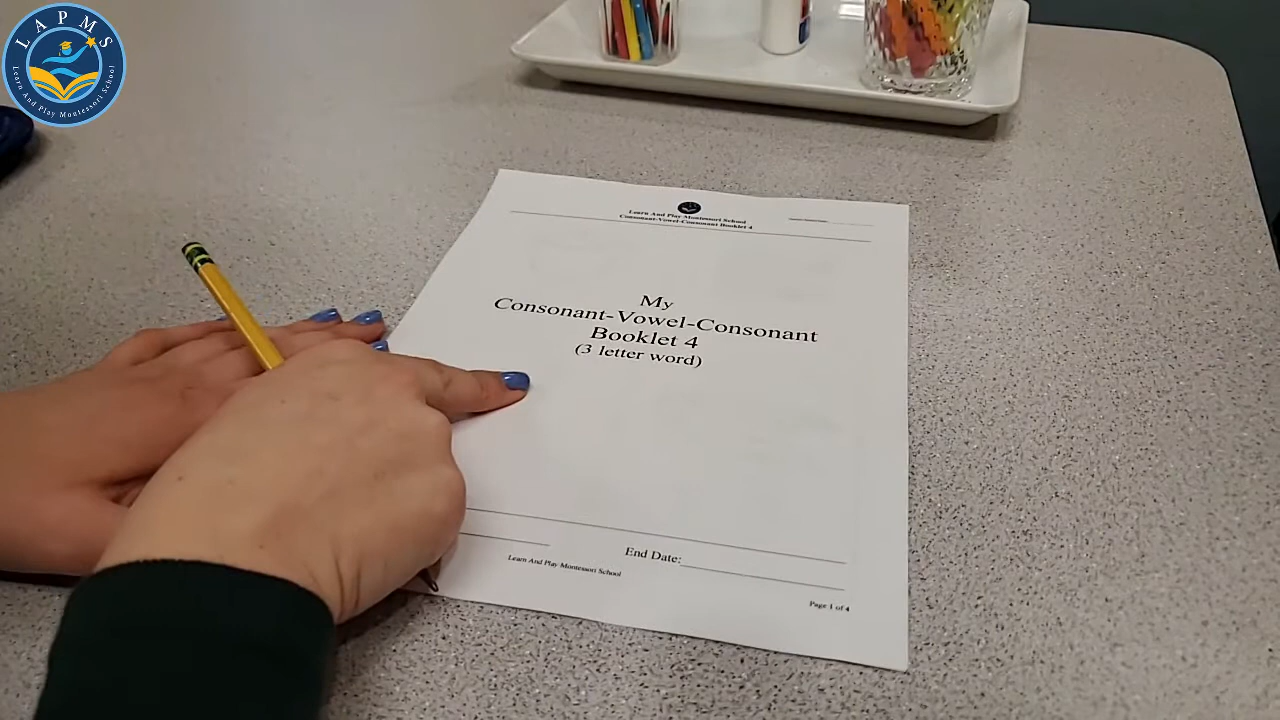 LAPMS
Learn And Play Montessori School
Learn And Play Montessori School
Consonant-Vowel-Consonant Booklet 4
My
Consonant-Vowel-Consonant
Booklet 4
(3 letter word)
End Date:
Learn And Play Montessori School
Page 1 of 4